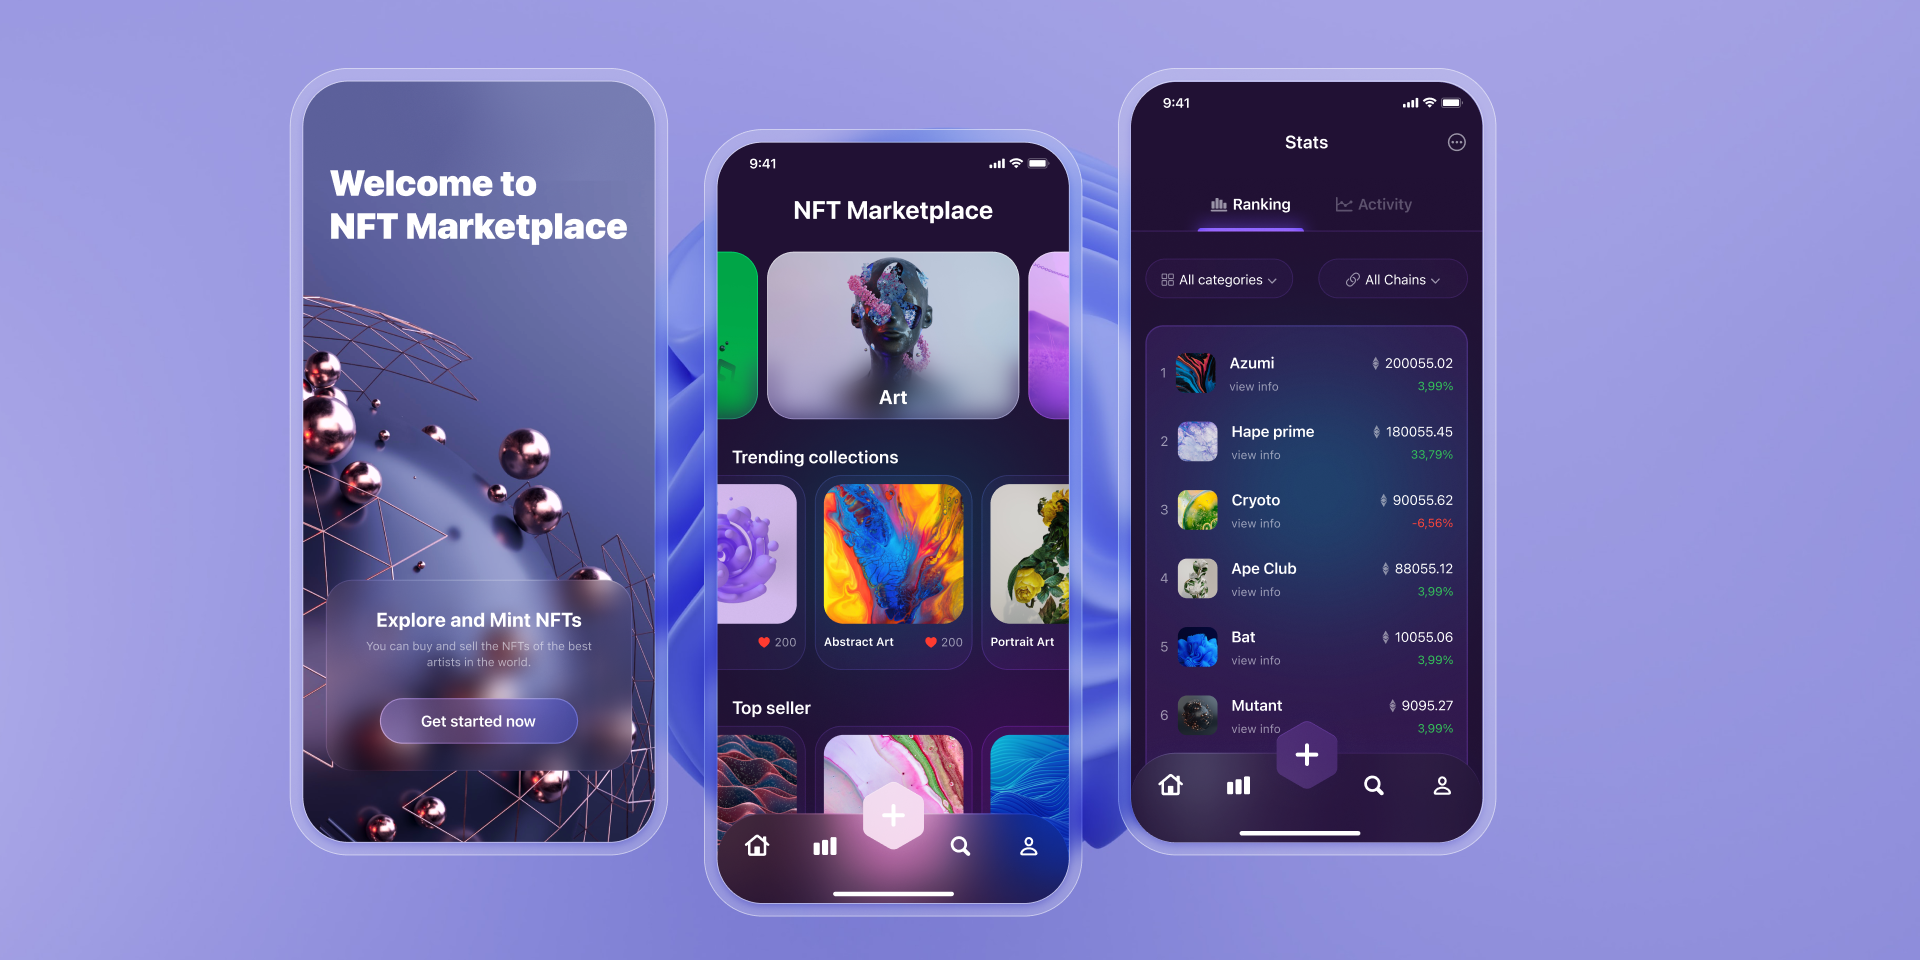 Welcome to
NFT Marketplace
Explore and Mint NFTs
You can buy and sell the NFTs of the best
artists in the world.
Get started now
9:41
NFT Marketplace
Art
Trending collections
200
Abstract Art 200
Portrait Art
Top seller
9:41
Stats
Ranking Activity
All categories All Chains
1 Azumi 200055.02
view info 3,99%
2 Hape prime 180055.45
view info 33,79%
3 Cryoto 90055.62
view info -6,56%
4 Ape Club 88055.12
view info 3,99%
5 Bat 10055.06
view info 3,99%
6 Mutant 9095.27
view info 3,99%